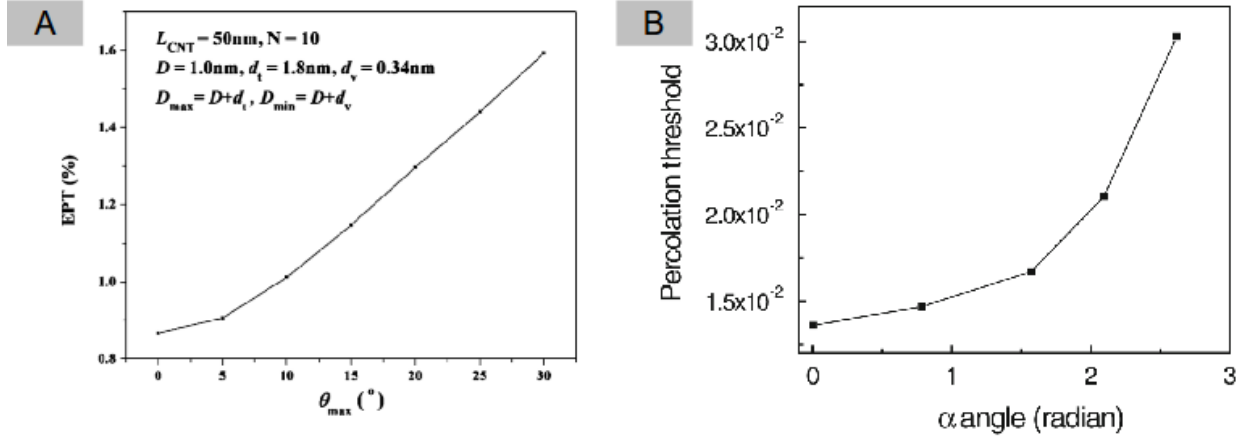 A
L_CNT = 50nm, N = 10
D = 1.0nm, d_t = 1.8nm, d_v = 0.34nm
D_max = D+d_t , D_min = D+d_v
1.6
1.4
1.2
1.0
0.8
EPT (%)
0 5 10 15 20 25 30
θ_max (°)
B
3.0x10⁻²
2.5x10⁻²
2.0x10⁻²
1.5x10⁻²
Percolation threshold
0 1 2 3
α angle (radian)